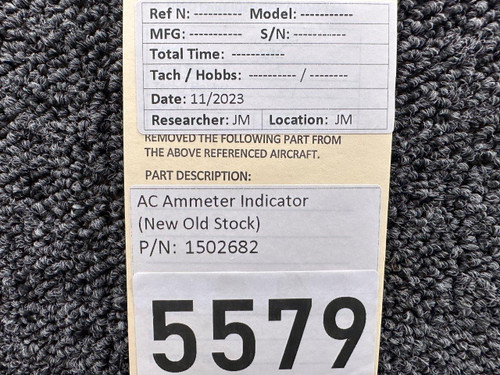 Ref N: ---------- Model: -----------
MFG: ----------- S/N: -----------
Total Time: -----------
Tach / Hobbs: ---------- / --------
Date: 11/2023
Researcher: JM Location: JM
REMOVED THE FOLLOWING PART FROM
THE ABOVE REFERENCED AIRCRAFT.
PART DESCRIPTION:
AC Ammeter Indicator
(New Old Stock)
P/N: 1502682
5579